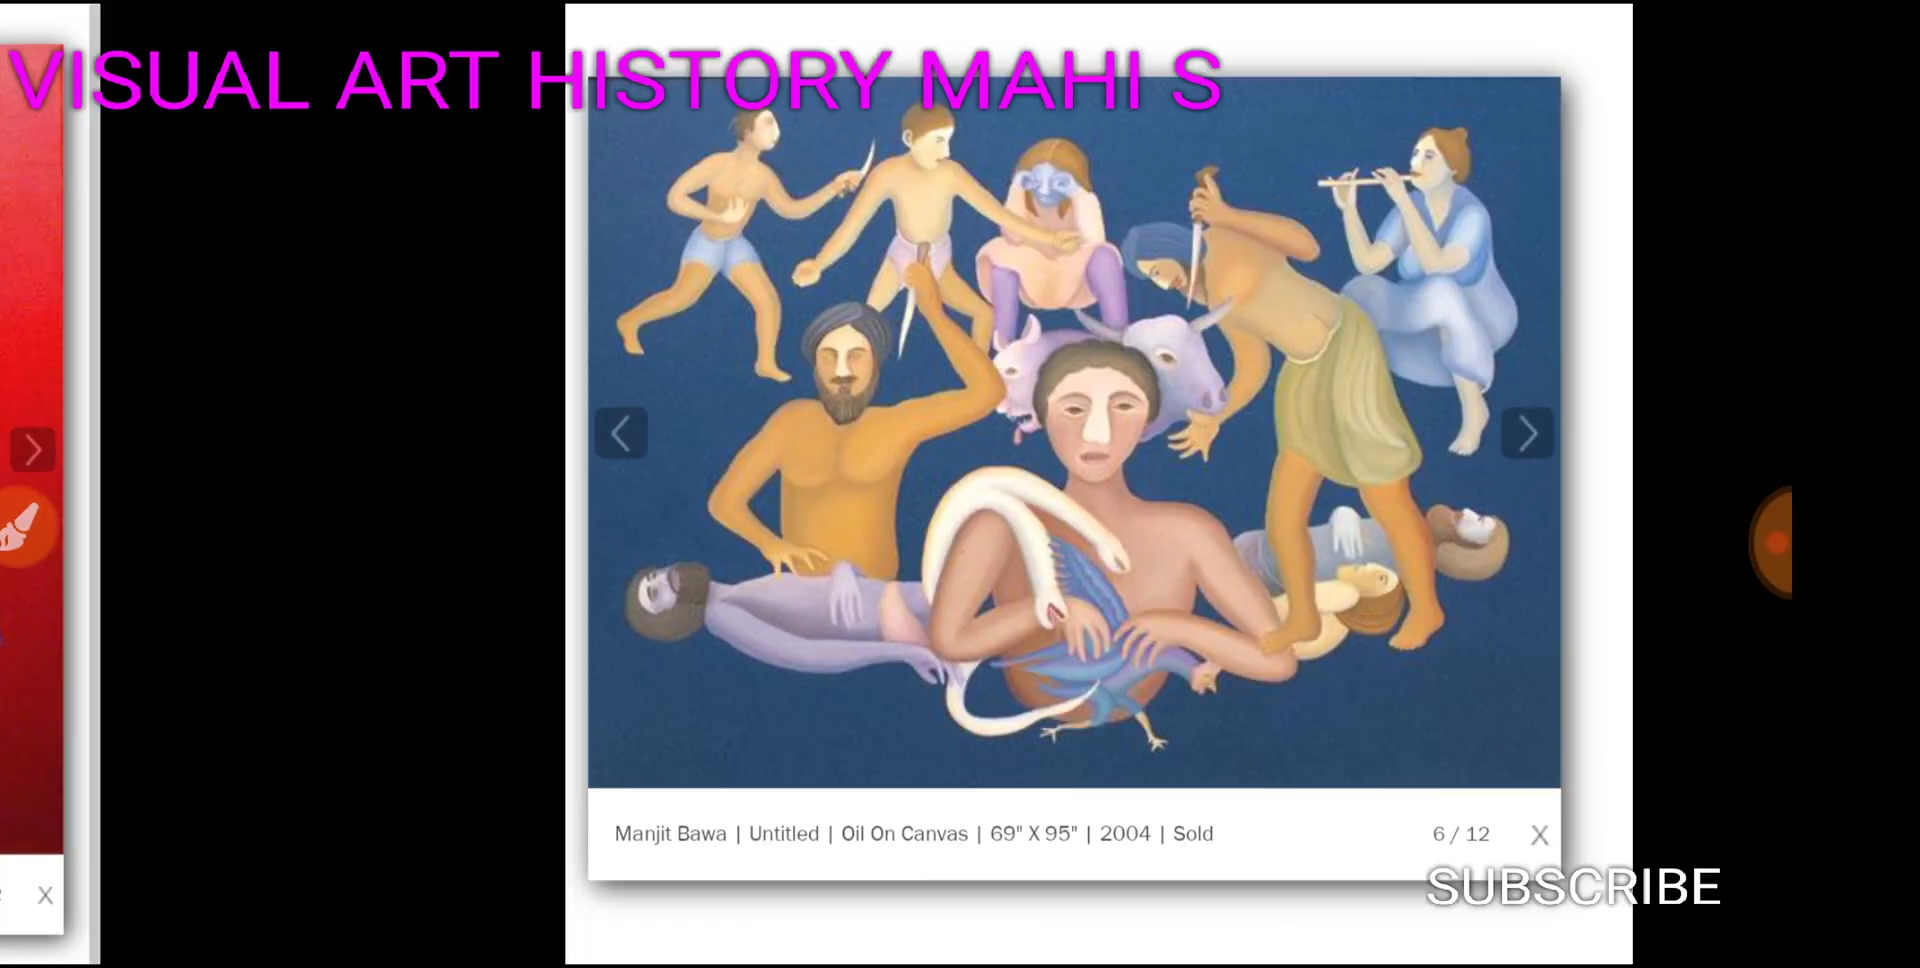 VISUAL ART HISTORY MAHI S
Manjit Bawa | Untitled | Oil On Canvas | 69" X 95" | 2004 | Sold
6 / 12
X
X
SUBSCRIBE